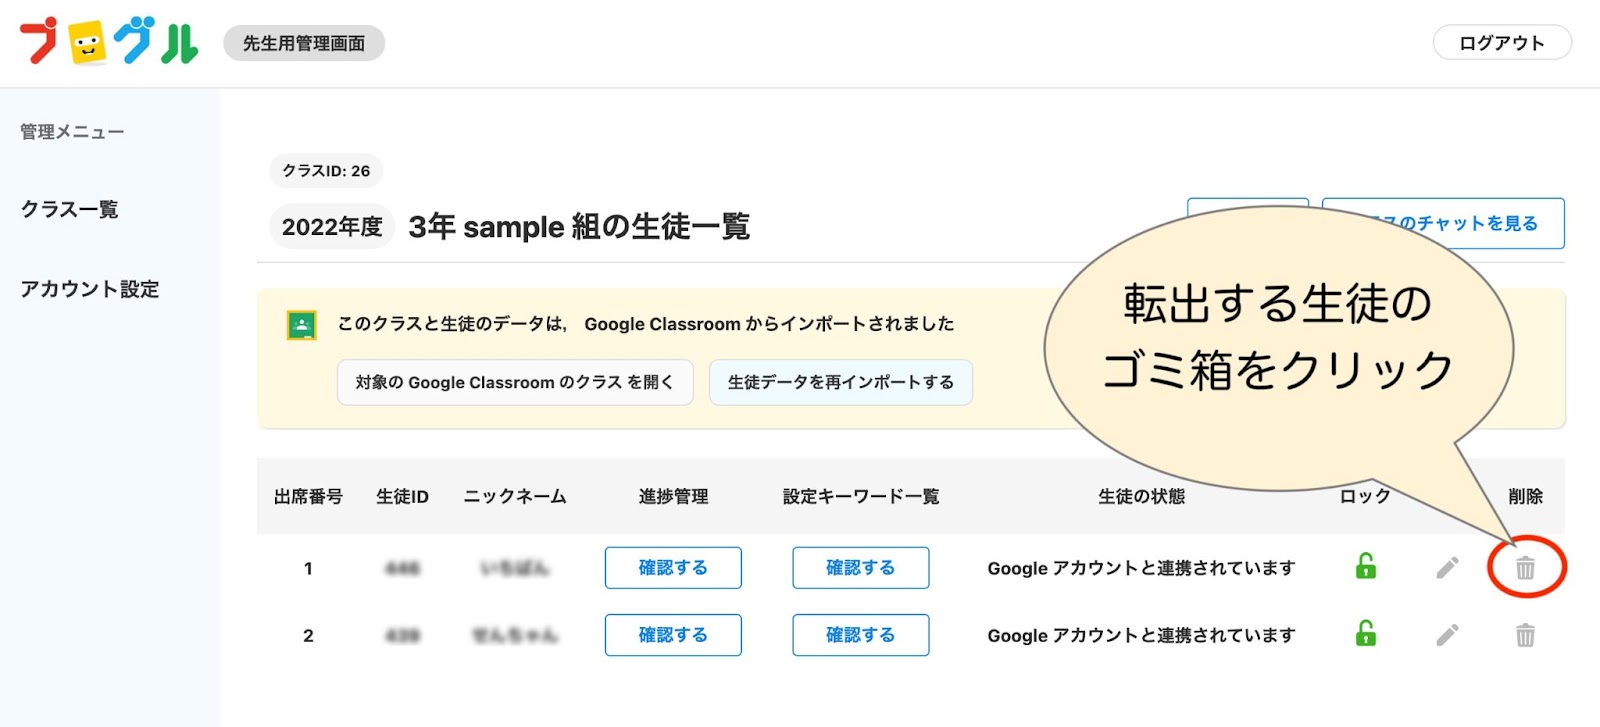 プログル
先生用管理画面
ログアウト
管理メニュー
クラス一覧
アカウント設定
クラスID: 26
2022年度 3年 sample 組の生徒一覧
のチャットを見る
このクラスと生徒のデータは, Google Classroom からインポートされました
対象の Google Classroom のクラス を開く
生徒データを再インポートする
転出する生徒の
ゴミ箱をクリック
出席番号 生徒ID ニックネーム 進捗管理 設定キーワード一覧 生徒の状態 ロック 削除
1 確認する 確認する Google アカウントと連携されています
2 確認する 確認する Google アカウントと連携されています